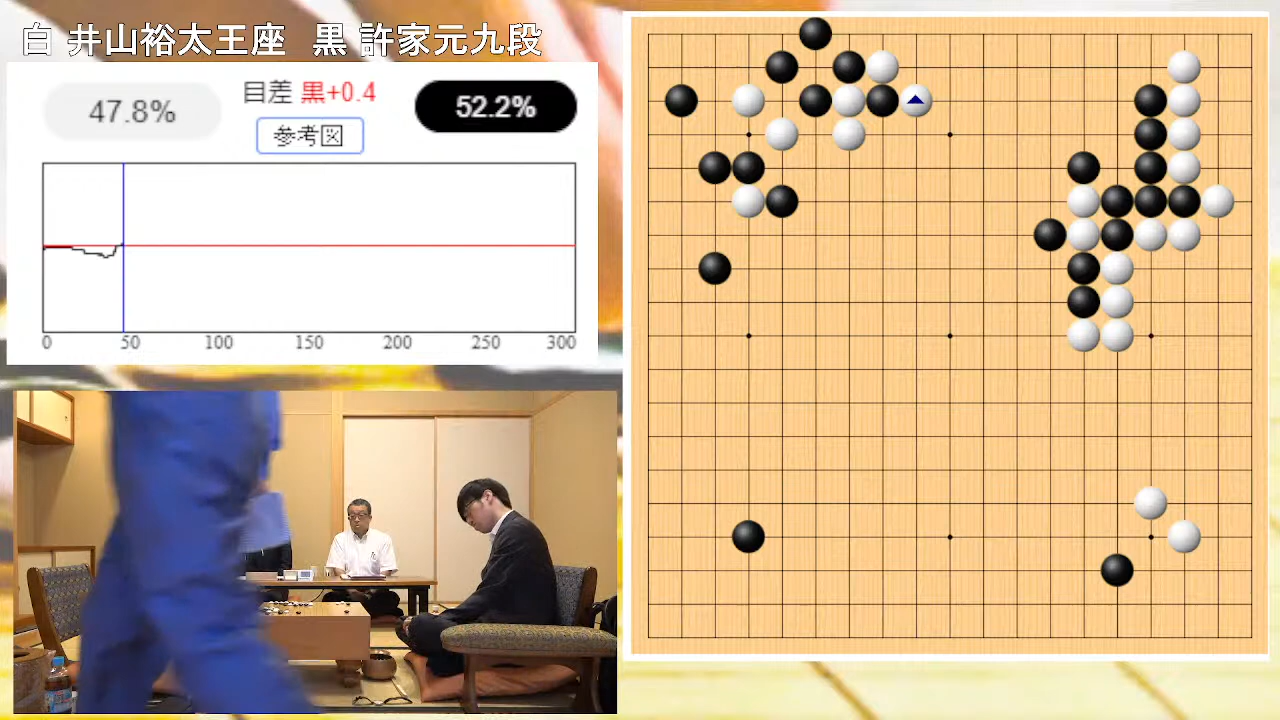 白 井山裕太王座 黒 許家元九段
47.8%
目差 黒+0.4
52.2%
参考図
0 50 100 150 200 250 300